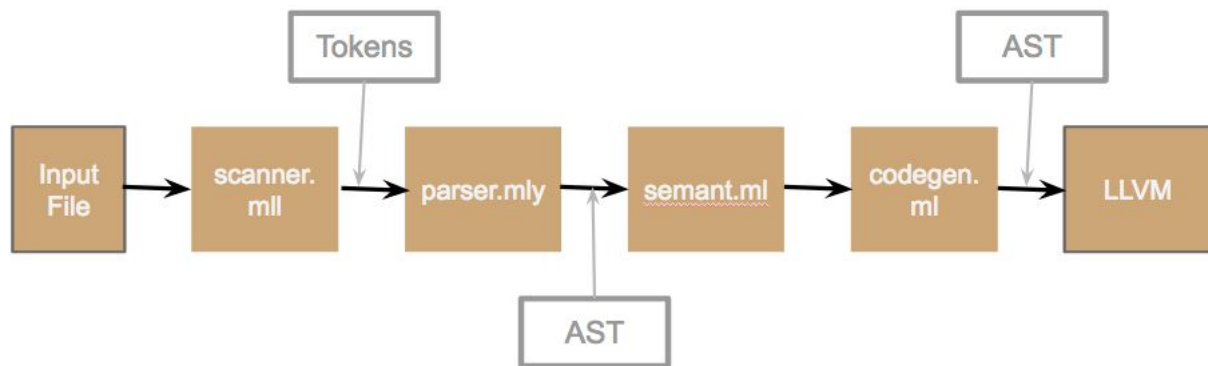 Tokens
AST
Input
File
scanner.
mll
parser.mly
semant.ml
codegen.
ml
LLVM
AST